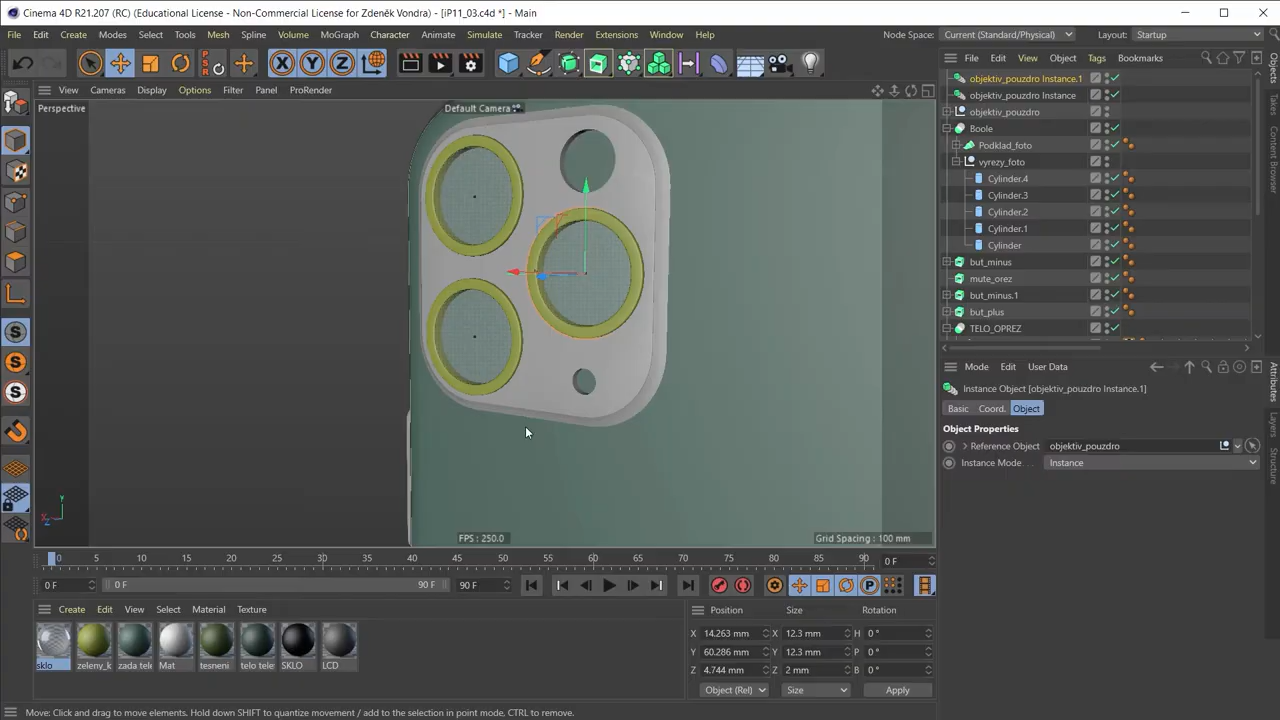 Cinema 4D R21.207 (RC) (Educational License - Non-Commercial License for Zdeněk Vondra) - [iP11_03.c4d *] - Main
File Edit Create Modes Select Tools Mesh Spline Volume MoGraph Character Animate Simulate Tracker Render Extensions Window Help Node Space: Current (Standard/Physical) Layout: Startup
PSR
File Edit View Object Tags Bookmarks
View Cameras Display Options Filter Panel ProRender
Perspective
Default Camera
objektiv_pouzdro Instance.1
objektiv_pouzdro Instance
objektiv_pouzdro
Boole
Podklad_foto
vyrezy_foto
Cylinder.4
Cylinder.3
Cylinder.2
Cylinder.1
Cylinder
but_minus
mute_orez
but_minus.1
but_plus
TELO_OPREZ
Objects
Takes
Content Browser
Y
X
Z
FPS : 250.0
Grid Spacing : 100 mm
Mode Edit User Data
Instance Object [objektiv_pouzdro Instance.1]
Basic Coord. Object
Object Properties
Reference Object objektiv_pouzdro
Instance Mode Instance
Attributes
Layers
Structure
0 5 10 15 20 25 30 35 40 45 50 55 60 65 70 75 80 85 90 0 F
0 F 0 F 90 F 90 F
Create Edit View Select Material Texture
sklo zeleny_k zada tele Mat tesneni telo tele SKLO LCD
Position Size Rotation
X 14.263 mm X 12.3 mm H 0 °
Y 60.286 mm Y 12.3 mm P 0 °
Z 4.744 mm Z 2 mm B 0 °
Object (Rel) Size Apply
Move: Click and drag to move elements. Hold down SHIFT to quantize movement / add to the selection in point mode, CTRL to remove.